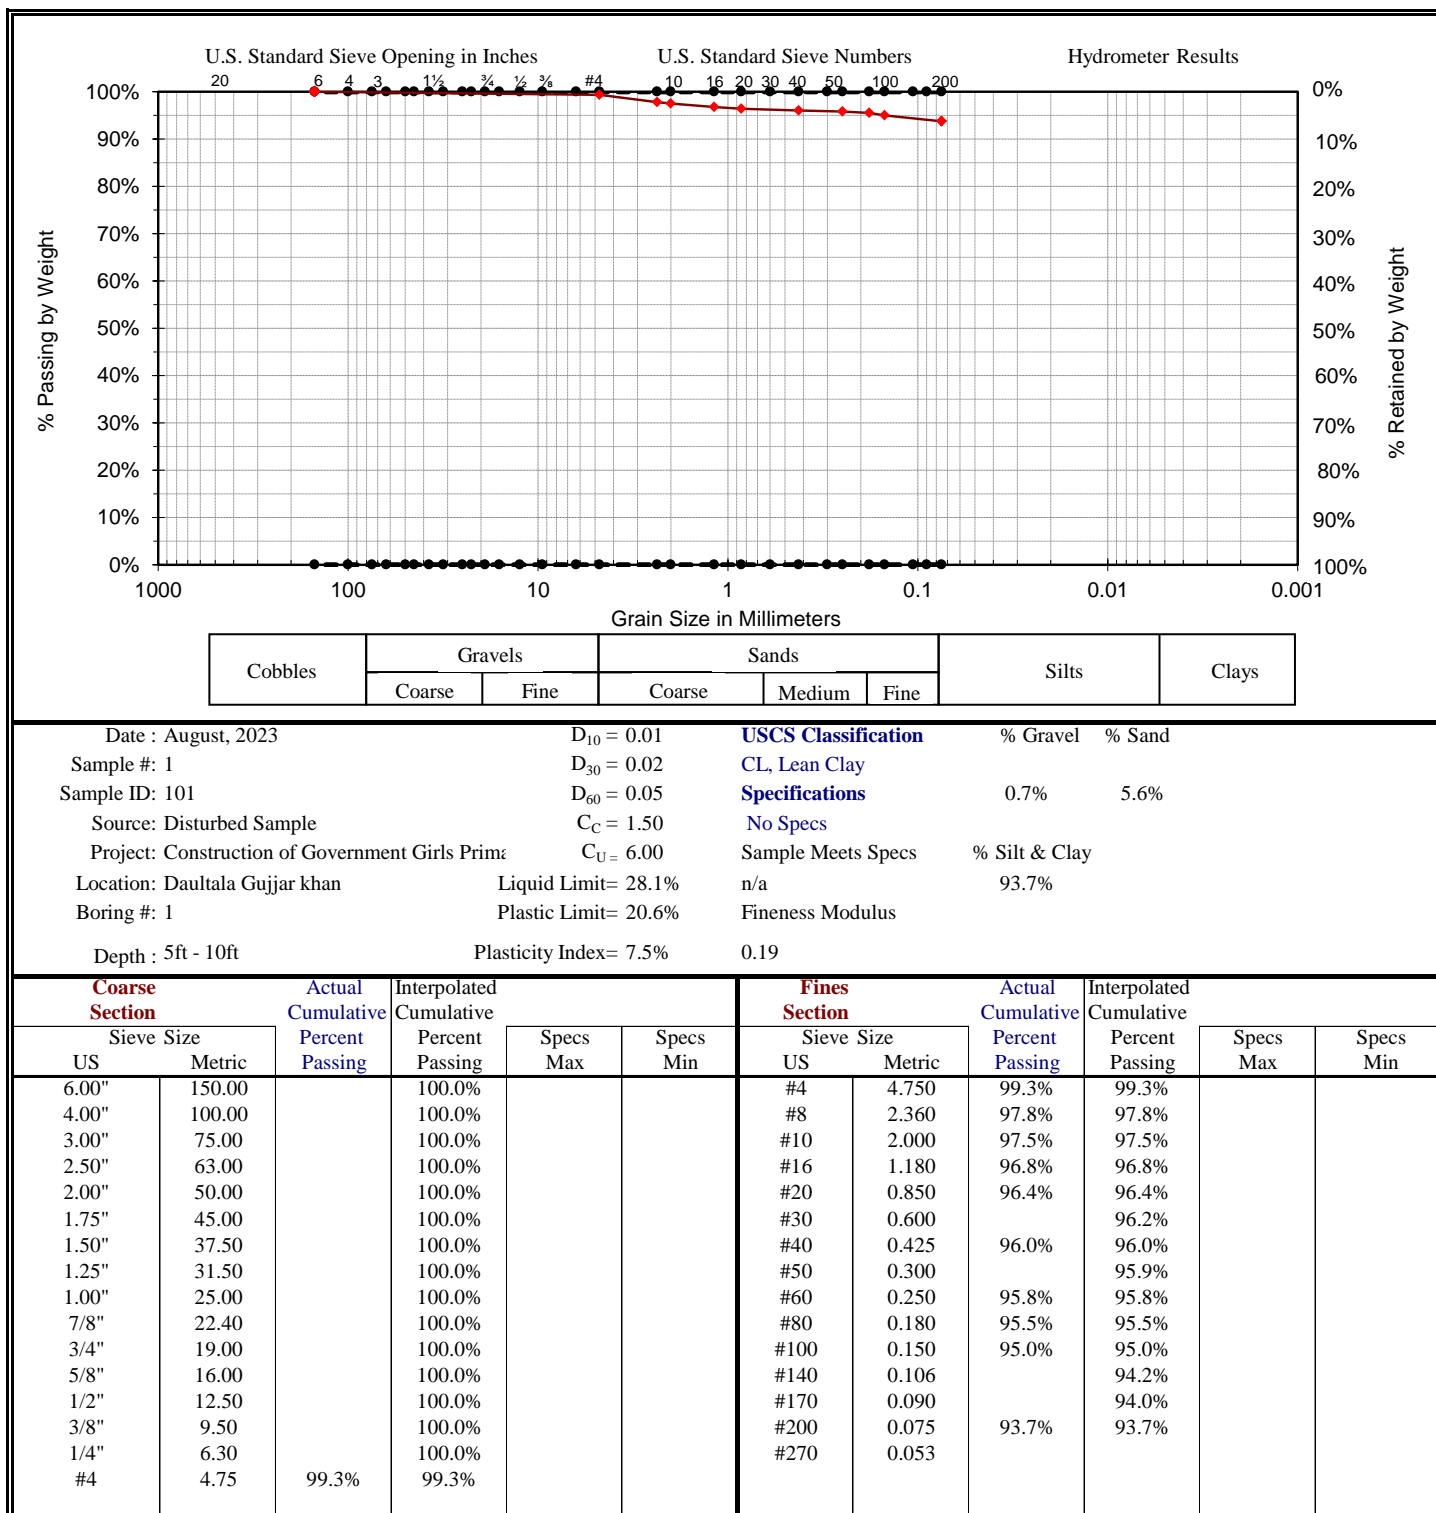 U.S. Standard Sieve Opening in Inches U.S. Standard Sieve Numbers Hydrometer Results
20 6 4 3 1½ ¾ ½ ⅜ #4 10 16 20 30 40 50 100 200
100% 0%
90% 10%
80% 20%
70% 30%
60% 40%
50% 50%
40% 60%
30% 70%
20% 80%
10% 90%
0% 100%
% Passing by Weight
% Retained by Weight
1000 100 10 1 0.1 0.01 0.001
Grain Size in Millimeters
Cobbles Gravels Sands Silts Clays
Coarse Fine Coarse Medium Fine
Date : August, 2023 D10 = 0.01 USCS Classification % Gravel % Sand
Sample #: 1 D30 = 0.02 CL, Lean Clay
Sample ID: 101 D60 = 0.05 Specifications 0.7% 5.6%
Source: Disturbed Sample CC = 1.50 No Specs
Project: Construction of Government Girls Prima CU = 6.00 Sample Meets Specs % Silt & Clay
Location: Daultala Gujjar khan Liquid Limit= 28.1% n/a 93.7%
Boring #: 1 Plastic Limit= 20.6% Fineness Modulus
Depth : 5ft - 10ft Plasticity Index= 7.5% 0.19
Coarse Actual Interpolated Fines Actual Interpolated
Section Cumulative Cumulative Section Cumulative Cumulative
Sieve Size Percent Percent Specs Specs Sieve Size Percent Percent Specs Specs
US Metric Passing Passing Max Min US Metric Passing Passing Max Min
6.00" 150.00 100.0% #4 4.750 99.3% 99.3%
4.00" 100.00 100.0% #8 2.360 97.8% 97.8%
3.00" 75.00 100.0% #10 2.000 97.5% 97.5%
2.50" 63.00 100.0% #16 1.180 96.8% 96.8%
2.00" 50.00 100.0% #20 0.850 96.4% 96.4%
1.75" 45.00 100.0% #30 0.600 96.2%
1.50" 37.50 100.0% #40 0.425 96.0% 96.0%
1.25" 31.50 100.0% #50 0.300 95.9%
1.00" 25.00 100.0% #60 0.250 95.8% 95.8%
7/8" 22.40 100.0% #80 0.180 95.5% 95.5%
3/4" 19.00 100.0% #100 0.150 95.0% 95.0%
5/8" 16.00 100.0% #140 0.106 94.2%
1/2" 12.50 100.0% #170 0.090 94.0%
3/8" 9.50 100.0% #200 0.075 93.7% 93.7%
1/4" 6.30 100.0% #270 0.053
#4 4.75 99.3% 99.3%